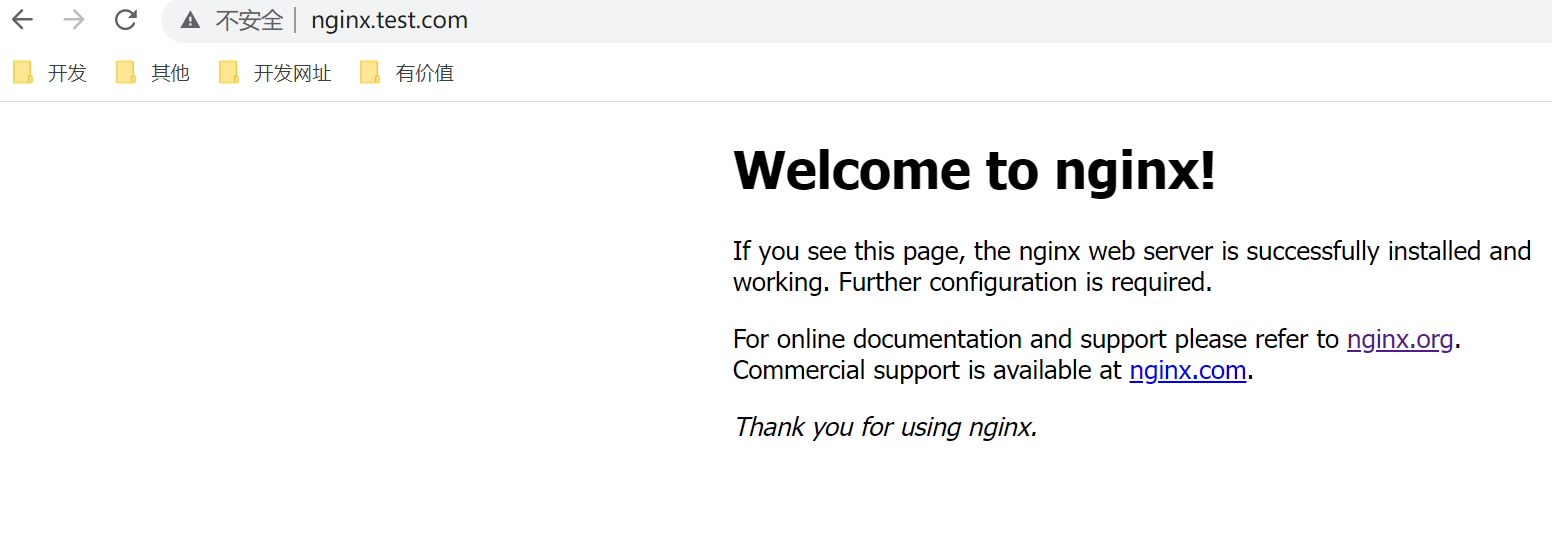 不安全 nginx.test.com
开发 其他 开发网址 有价值
Welcome to nginx!
If you see this page, the nginx web server is successfully installed and
working. Further configuration is required.
For online documentation and support please refer to nginx.org.
Commercial support is available at nginx.com.
Thank you for using nginx.